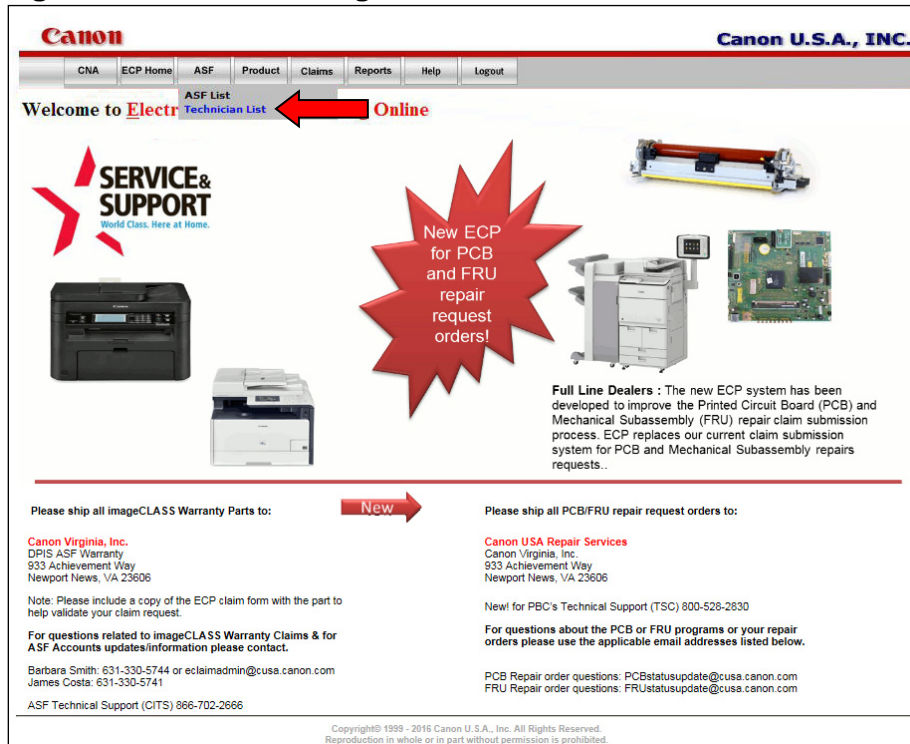 Canon
Canon U.S.A., INC.
CNA ECP Home ASF Product Claims Reports Help Logout
ASF List
Technician List
Welcome to Electr Online
SERVICE&
SUPPORT
World Class. Here at Home.
New ECP
for PCB
and FRU
repair
request
orders!
Full Line Dealers : The new ECP system has been
developed to improve the Printed Circuit Board (PCB) and
Mechanical Subassembly (FRU) repair claim submission
process. ECP replaces our current claim submission
system for PCB and Mechanical Subassembly repairs
requests..
Please ship all imageCLASS Warranty Parts to:
New
Please ship all PCB/FRU repair request orders to:
Canon Virginia, Inc.
DPIS ASF Warranty
933 Achievement Way
Newport News, VA 23606
Note: Please include a copy of the ECP claim form with the part to
help validate your claim request.
For questions related to imageCLASS Warranty Claims & for
ASF Accounts updates/information please contact.
Barbara Smith: 631-330-5744 or eclaimadmin@cusa.canon.com
James Costa: 631-330-5741
ASF Technical Support (CITS) 866-702-2666
Canon USA Repair Services
Canon Virginia, Inc.
933 Achievement Way
Newport News, VA 23606
New! for PBC's Technical Support (TSC) 800-528-2830
For questions about the PCB or FRU programs or your repair
orders please use the applicable email addresses listed below.
PCB Repair order questions: PCBstatusupdate@cusa.canon.com
FRU Repair order questions: FRUstatusupdate@cusa.canon.com
Copyright© 1999 - 2016 Canon U.S.A., Inc. All Rights Reserved.
Reproduction in whole or in part without permission is prohibited.